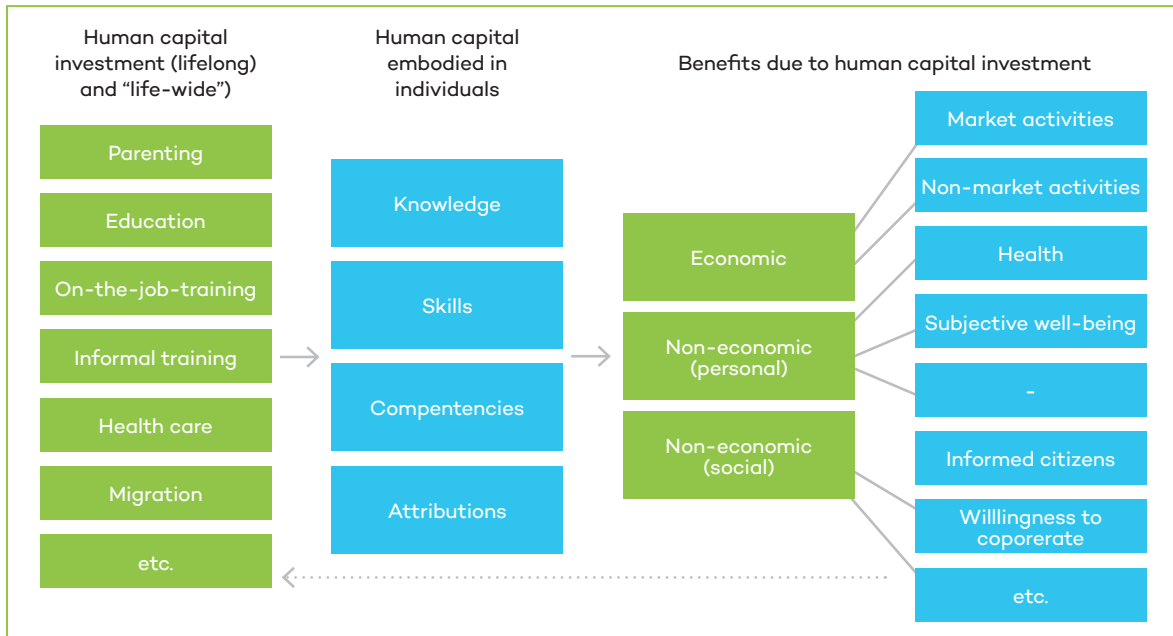 Human capital
investment (lifelong)
and “life-wide”)
Parenting
Education
On-the-job-training
Informal training
Health care
Migration
etc.
Human capital
embodied in
individuals
Knowledge
Skills
Compentencies
Attributions
Benefits due to human capital investment
Economic
Non-economic
(personal)
Non-economic
(social)
Market activities
Non-market activities
Health
Subjective well-being
-
Informed citizens
Willlingness to
coporerate
etc.